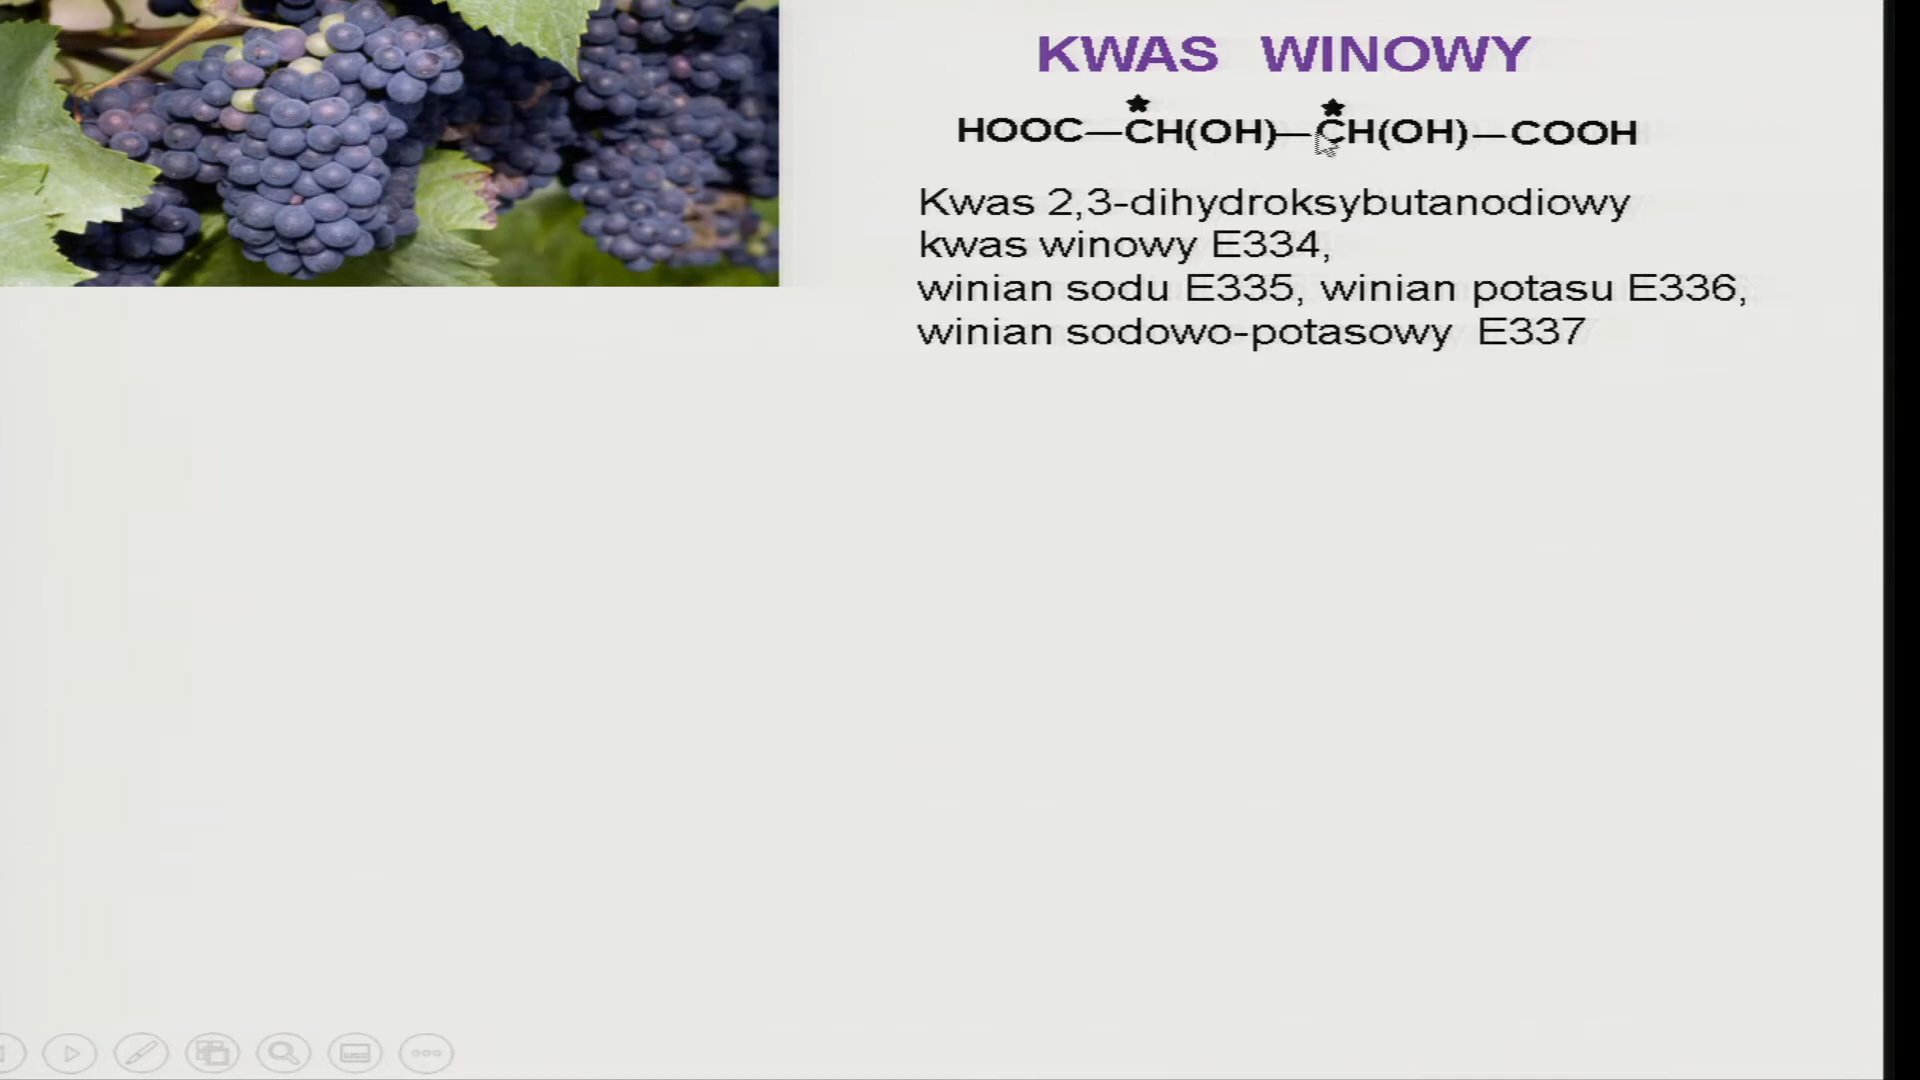 KWAS WINOWY
HOOC—CH(OH)—CH(OH)—COOH
Kwas 2,3-dihydroksybutanodiowy
kwas winowy E334,
winian sodu E335, winian potasu E336,
winian sodowo-potasowy E337